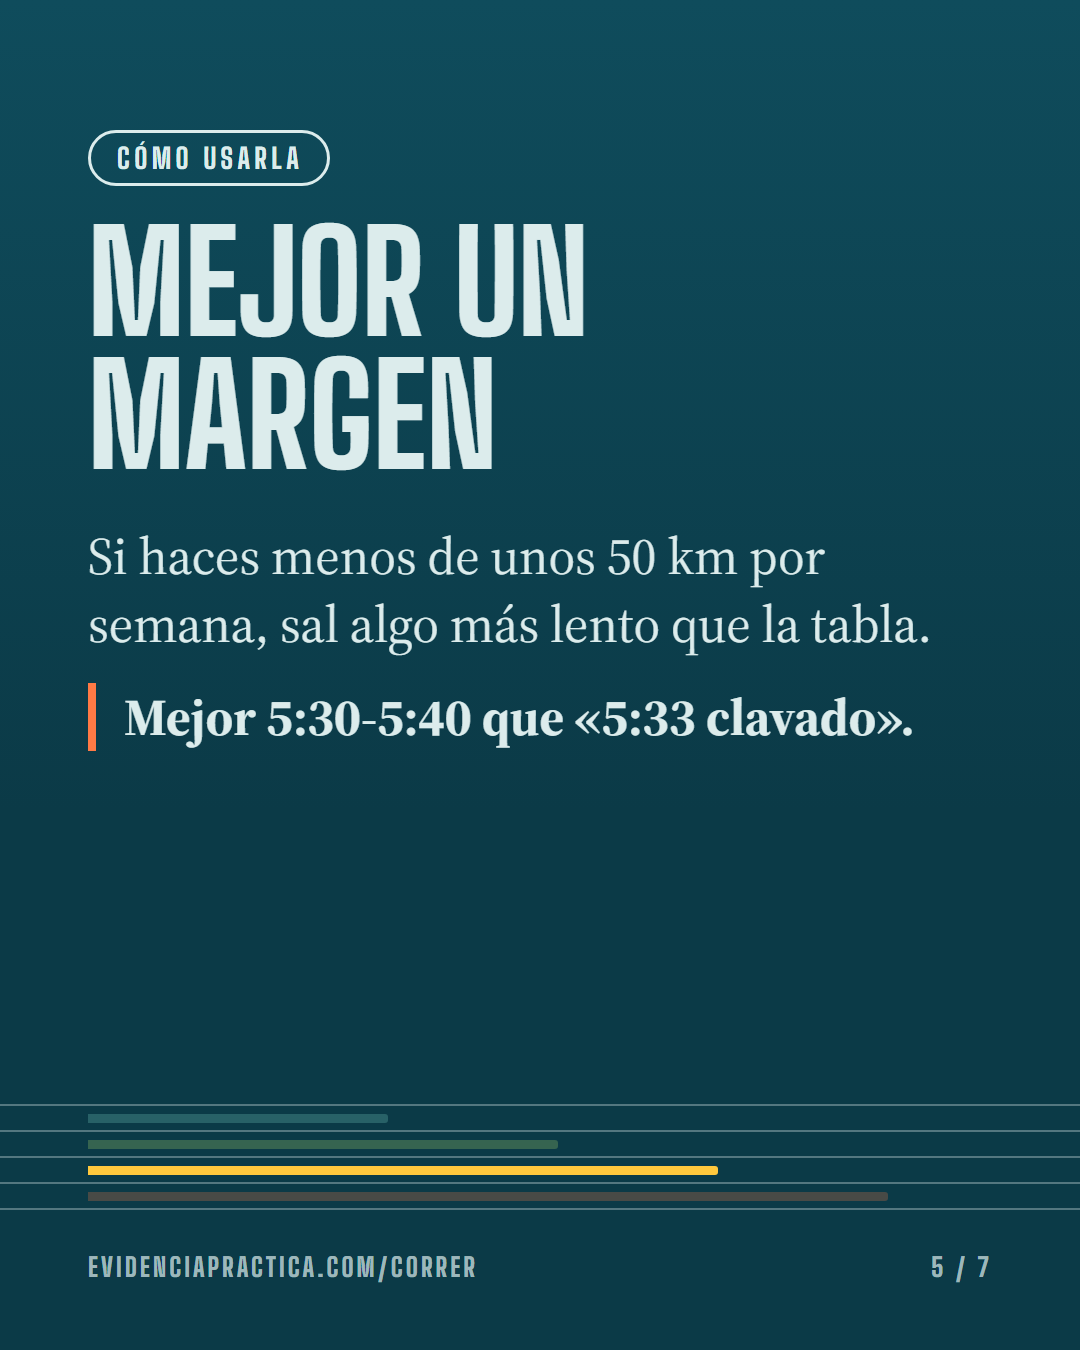 CÓMO USARLA
MEJOR UN
MARGEN
Si haces menos de unos 50 km por
semana, sal algo más lento que la tabla.
Mejor 5:30-5:40 que «5:33 clavado».
EVIDENCIAPRACTICA.COM/CORRER
5 / 7